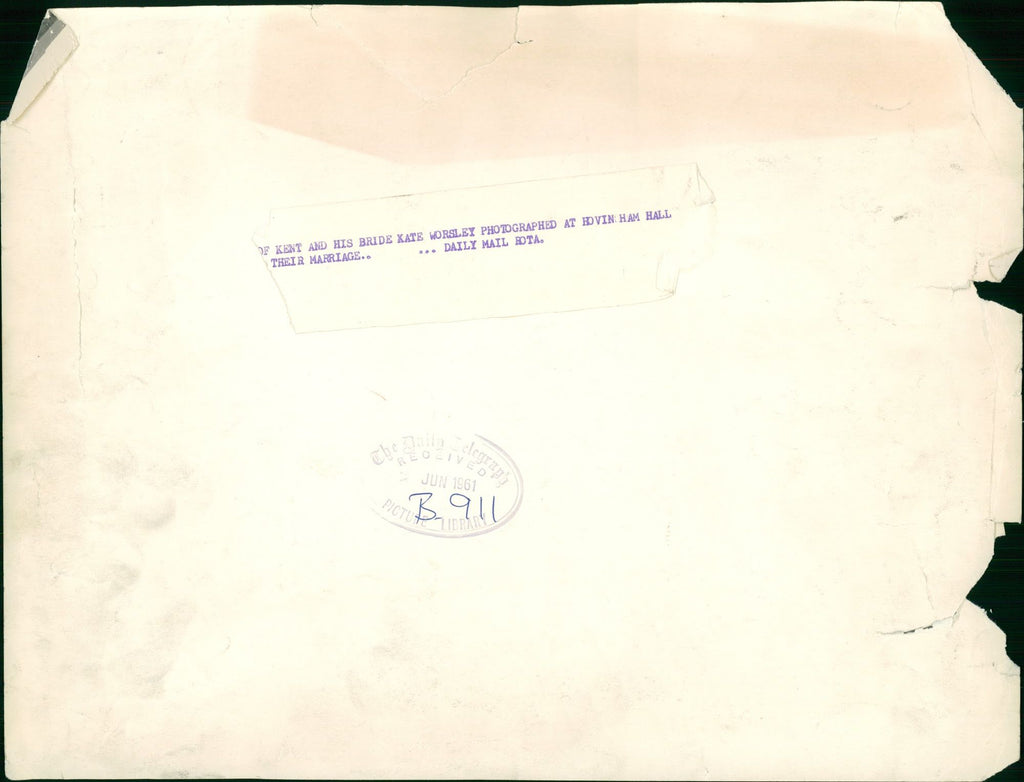 OF KENT AND HIS BRIDE KATE WORSLEY PHOTOGRAPHED AT HOVINGHAM HALL
THEIR MARRIAGE.. ... DAILY MAIL ROTA.
The Daily Telegraph
RECEIVED
JUN 1961
B-911
PICTURE LIBRARY